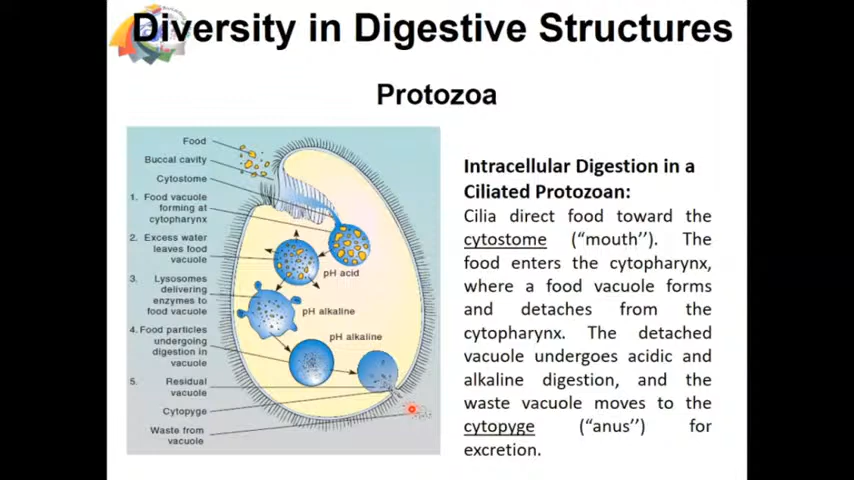 Diversity in Digestive Structures
Protozoa
Food
Buccal cavity
Cytostome
1. Food vacuole
forming at
cytopharynx
2. Excess water
leaves food
vacuole
3. Lysosomes
delivering
enzymes to
food vacuole
4. Food particles
undergoing
digestion in
vacuole
5. Residual
vacuole
Cytopyge
Waste from
vacuole
pH acid
pH alkaline
pH alkaline
Intracellular Digestion in a
Ciliated Protozoan:
Cilia direct food toward the
cytostome (“mouth’’). The
food enters the cytopharynx,
where a food vacuole forms
and detaches from the
cytopharynx. The detached
vacuole undergoes acidic and
alkaline digestion, and the
waste vacuole moves to the
cytopyge (“anus’’) for
excretion.